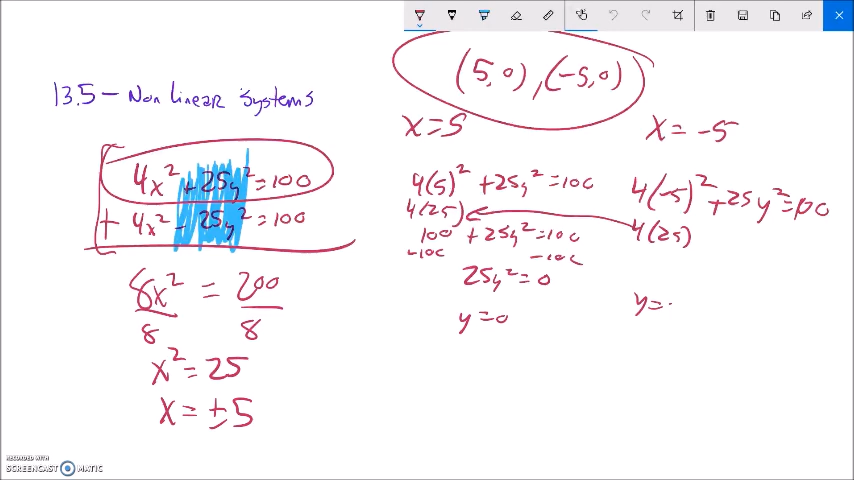 13.5 – Non linear systems
4x² + 25y² = 100
+ 4x² - 25y² = 100
8x² = 200
8 8
x² = 25
x = ±5
(5,0), (-5,0)
x = 5
4(5)² + 25y² = 100
4(25)
100 + 25y² = 100
-100 -100
25y² = 0
y = 0
x = -5
4(-5)² + 25y² = 100
4(25)
y =
RECORDED WITH
SCREENCAST MATIC